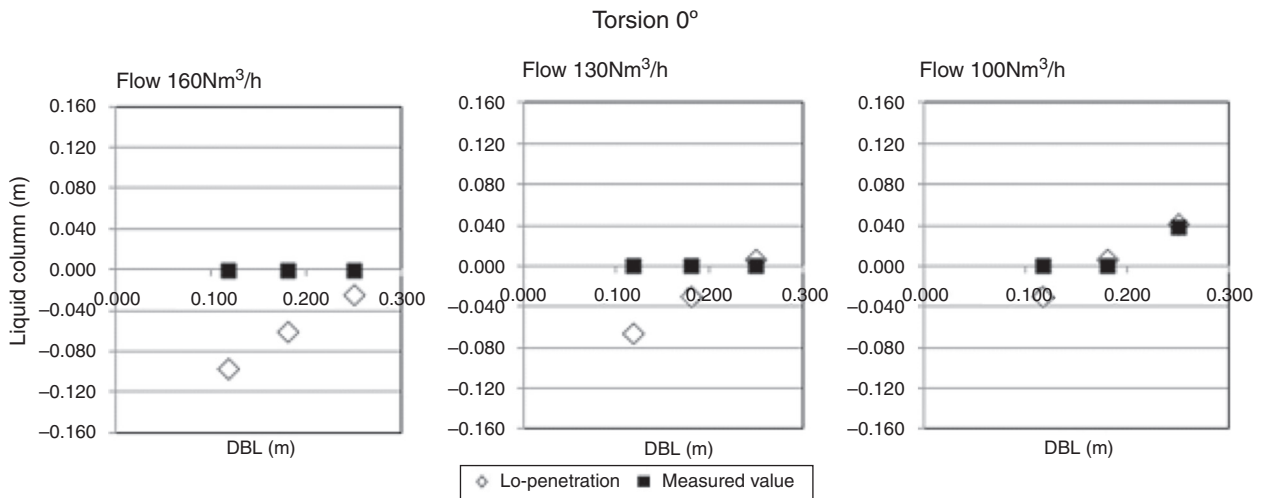 Torsion 0º
Flow 160Nm³/h
0.160
0.120
0.080
0.040
0.000
–0.040
–0.080
–0.120
–0.160
0.000 0.100 0.200 0.300
Liquid column (m)
DBL (m)
Flow 130Nm³/h
0.160
0.120
0.080
0.040
0.000
–0.040
–0.080
–0.120
–0.160
0.000 0.100 0.200 0.300
DBL (m)
Flow 100Nm³/h
0.160
0.120
0.080
0.040
0.000
–0.040
–0.080
–0.120
–0.160
0.000 0.100 0.200 0.300
DBL (m)
Lo-penetration Measured value